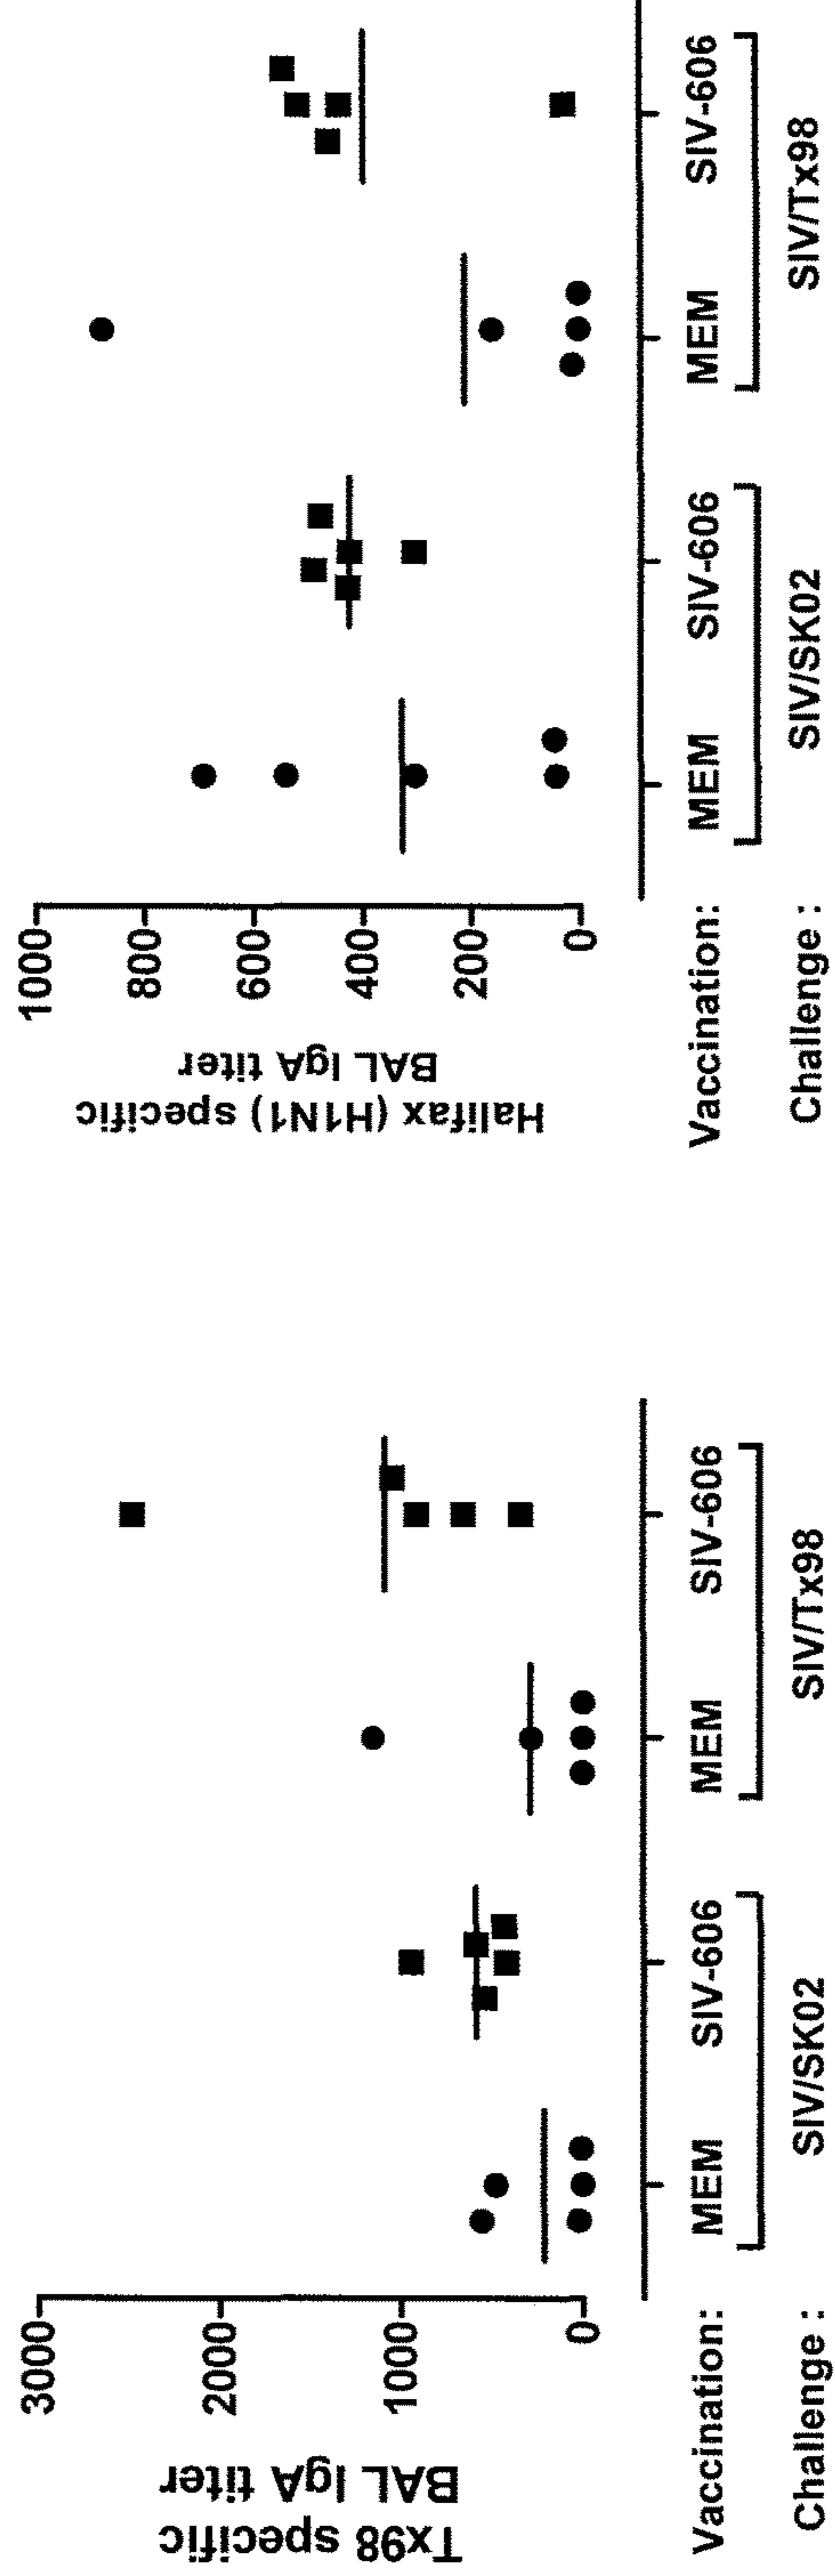 Tx98 specific
BAL IgA titer
3000
2000
1000
0
Vaccination: MEM SIV-606 MEM SIV-606
Challenge : SIV/SK02 SIV/Tx98
Halifax (H1N1) specific
BAL IgA titer
1000
800
600
400
200
0
Vaccination: MEM SIV-606 MEM SIV-606
Challenge : SIV/SK02 SIV/Tx98